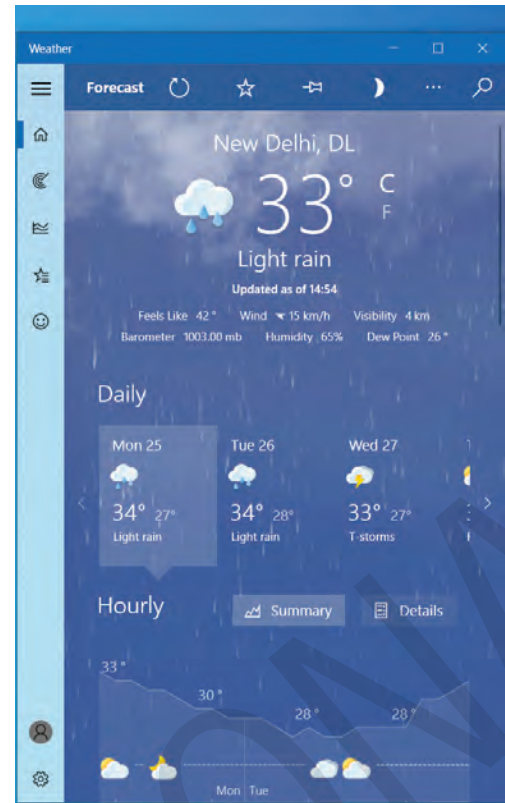 Weather
Forecast
New Delhi, DL
33° C
F
Light rain
Updated as of 14:54
Feels Like 42° Wind 15 km/h Visibility 4 km
Barometer 1003.00 mb Humidity 65% Dew Point 26°
Daily
Mon 25 Tue 26 Wed 27
34° 27° 34° 28° 33° 27°
Light rain Light rain T-storms
Hourly Summary Details
33°
30°
28° 28°
Mon Tue